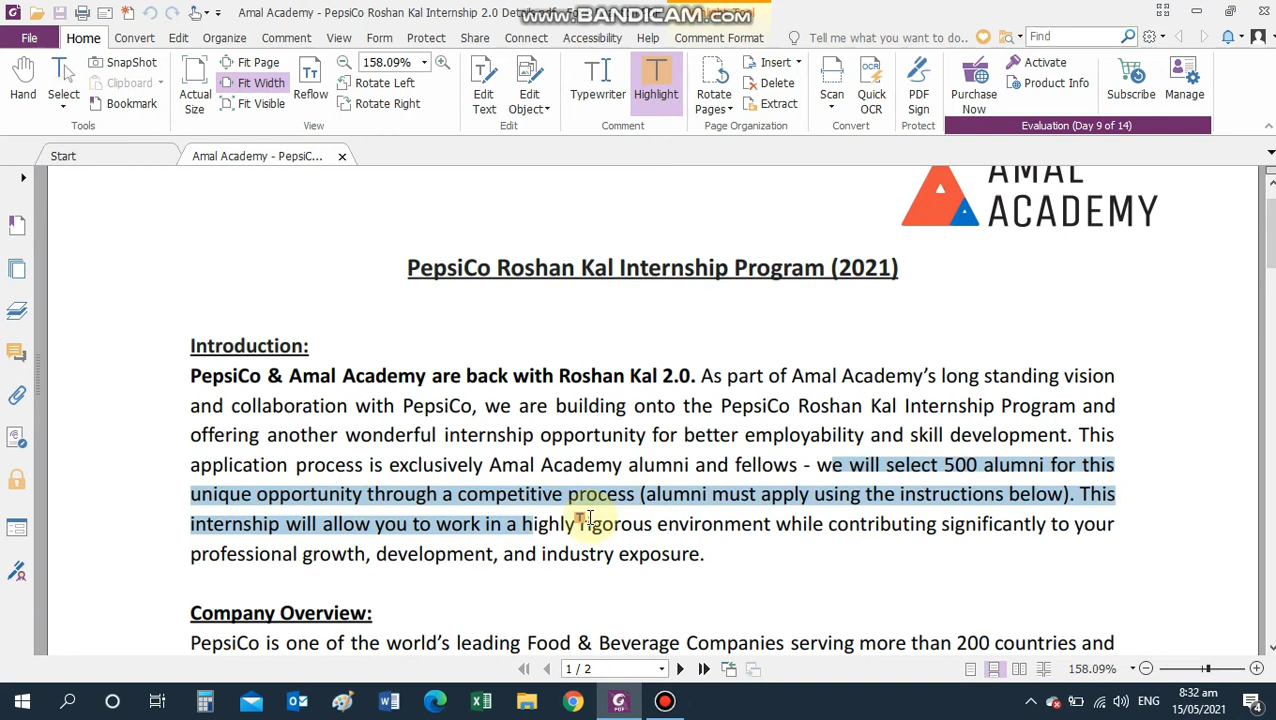 Amal Academy - PepsiCo Roshan Kal Internship 2.0 Details
www.BANDICAM.com
File Home Convert Edit Organize Comment View Form Protect Share Connect Accessibility Help Comment Format Tell me what you want to do... Find
Hand
Select
SnapShot
Clipboard
Bookmark
Tools
Actual Size
Fit Page
Fit Width
Fit Visible
Reflow
158.09%
Rotate Left
Rotate Right
View
Edit Text
Edit Object
Edit
Typewriter
Highlight
Comment
Rotate Pages
Insert
Delete
Extract
Page Organization
Scan
Quick OCR
Convert
PDF Sign
Protect
Purchase Now
Activate
Product Info
Subscribe
Manage
Evaluation (Day 9 of 14)
Start
Amal Academy - PepsiC...
AMAL
ACADEMY
PepsiCo Roshan Kal Internship Program (2021)
Introduction:
PepsiCo & Amal Academy are back with Roshan Kal 2.0. As part of Amal Academy's long standing vision
and collaboration with PepsiCo, we are building onto the PepsiCo Roshan Kal Internship Program and
offering another wonderful internship opportunity for better employability and skill development. This
application process is exclusively Amal Academy alumni and fellows - we will select 500 alumni for this
unique opportunity through a competitive process (alumni must apply using the instructions below). This
internship will allow you to work in a highly rigorous environment while contributing significantly to your
professional growth, development, and industry exposure.
Company Overview:
PepsiCo is one of the world's leading Food & Beverage Companies serving more than 200 countries and
1 / 2
158.09%
ENG
8:32 am
15/05/2021
4